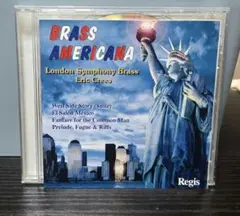 BRASS
AMERICANA
London Symphony Brass
Eric Crees
West Side Story (Suite)
El Salón México
Fanfare for the Common Man
Prelude, Fugue & Riffs
Regis